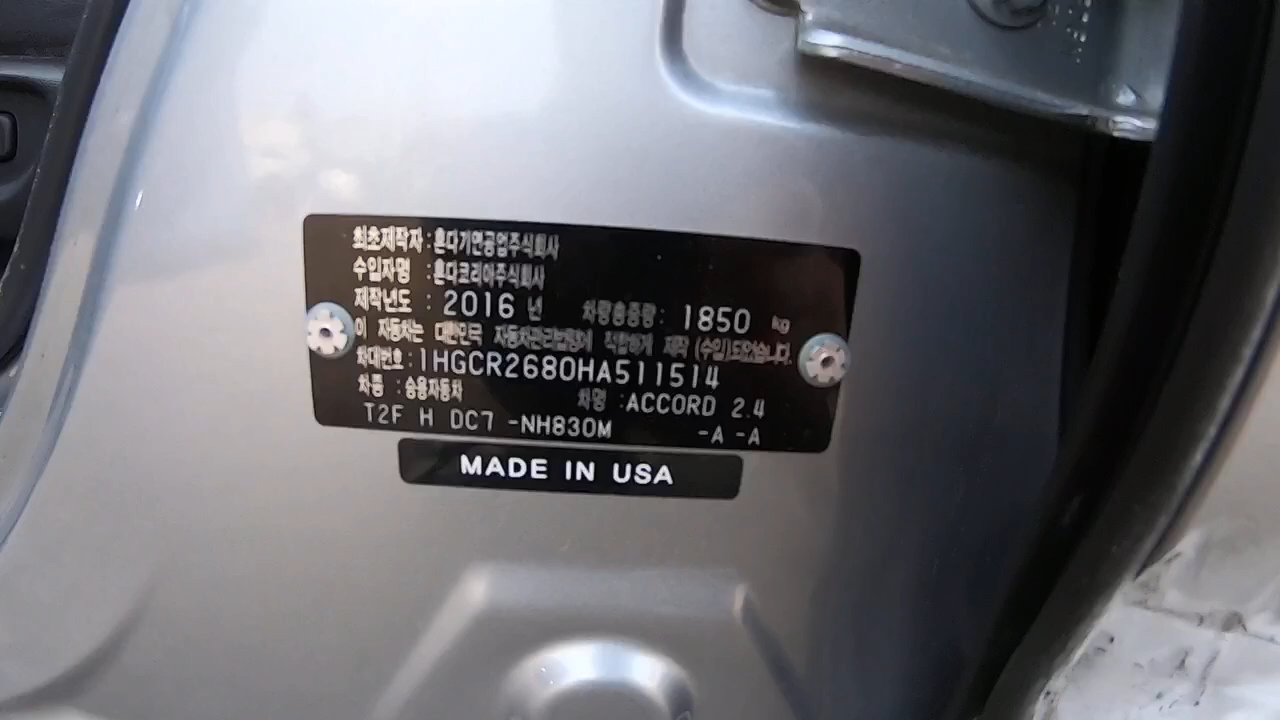 최초제작자 : 혼다기연공업주식회사
수입자명 : 혼다코리아주식회사
제작년도 : 2016 년 차량총중량 : 1850 kg
이 자동차는 대한민국 자동차관리법령에 적합하게 제작 (수입)되었습니다.
차대번호 : 1HGCR2680HA511514
차종 : 승용자동차 차명 : ACCORD 2.4
T2F H DC7 -NH830M -A -A
MADE IN USA